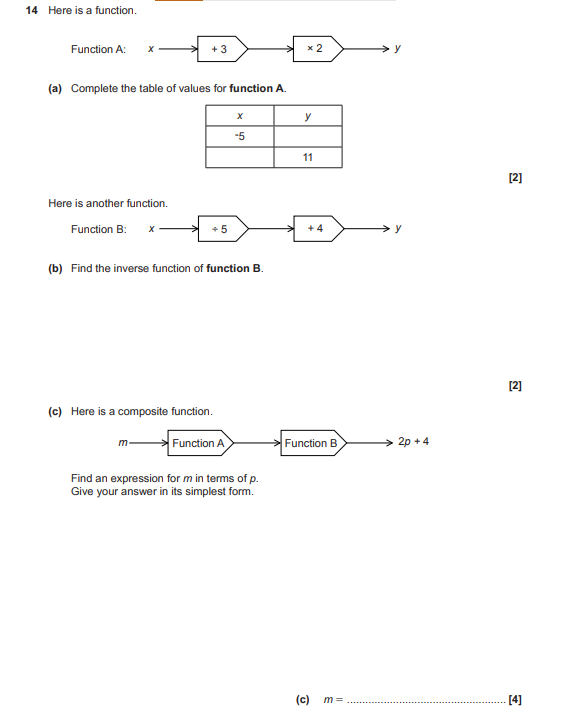 14 Here is a function.
Function A: x + 3 × 2 y
(a) Complete the table of values for function A.
x y
-5
11
[2]
Here is another function.
Function B: x ÷ 5 + 4 y
(b) Find the inverse function of function B.
[2]
(c) Here is a composite function.
m Function A Function B 2p + 4
Find an expression for m in terms of p.
Give your answer in its simplest form.
(c) m = .................................................... [4]